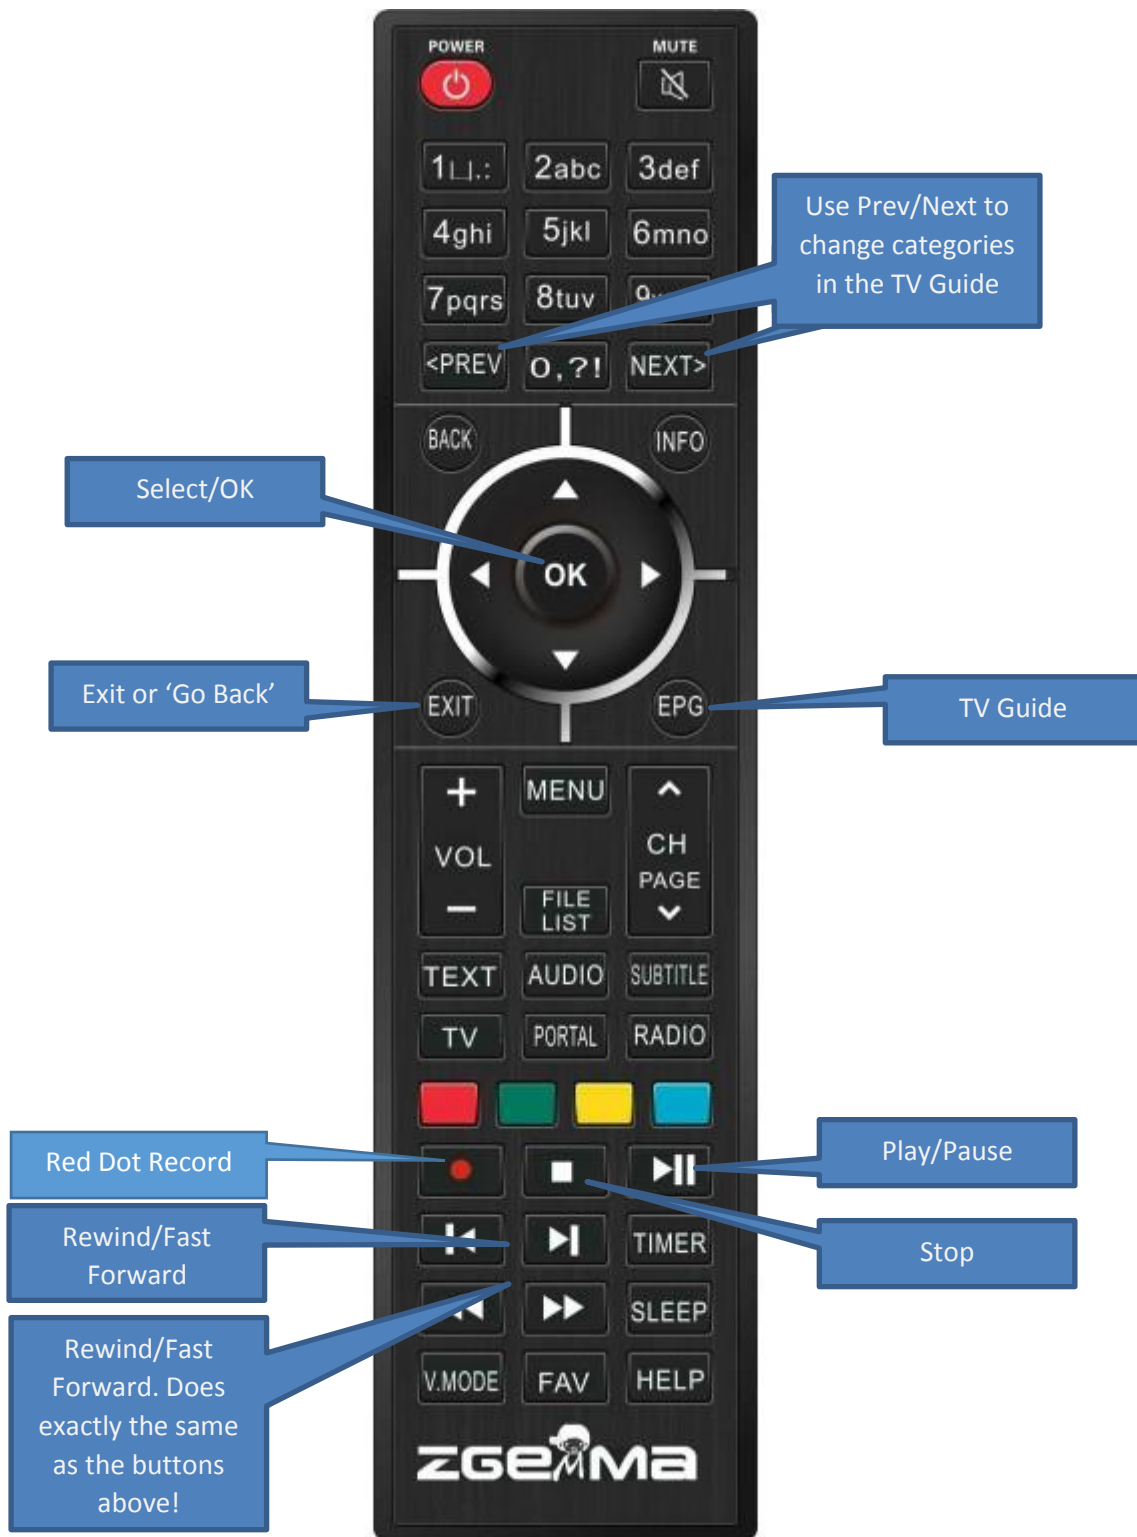 POWER
MUTE
1␣.:
2abc
3def
4ghi
5jkl
6mno
7pqrs
8tuv
<PREV
0,?!
NEXT>
Use Prev/Next to
change categories
in the TV Guide
BACK
INFO
Select/OK
OK
Exit or ‘Go Back’
EXIT
EPG
TV Guide
+
VOL
−
MENU
CH
PAGE
FILE
LIST
TEXT
AUDIO
SUBTITLE
TV
PORTAL
RADIO
Red Dot Record
Play/Pause
Rewind/Fast
Forward
TIMER
Stop
SLEEP
Rewind/Fast
Forward. Does
exactly the same
as the buttons
above!
V.MODE
FAV
HELP
ZGEMMA